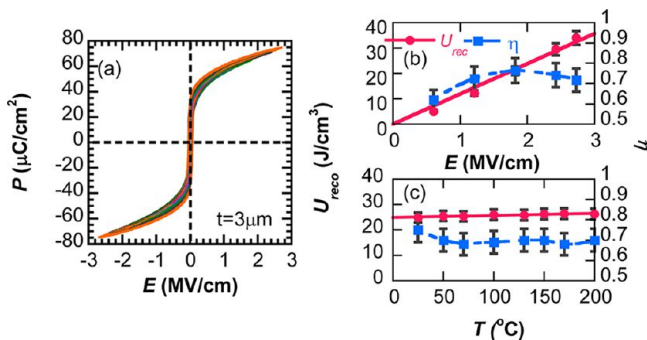 80
60
40
20
0
-20
-40
-60
-80
(a)
t=3μm
P (μC/cm²)
-3 -2 -1 0 1 2 3
E (MV/cm)
U_rec η
(b)
40
30
20
10
0
1
0.9
0.8
0.7
0.6
0.5
0 1 2 3
E (MV/cm)
U_reco (J/cm³)
η
(c)
40
30
20
10
0
1
0.9
0.8
0.7
0.6
0.5
0 50 100 150 200
T (°C)